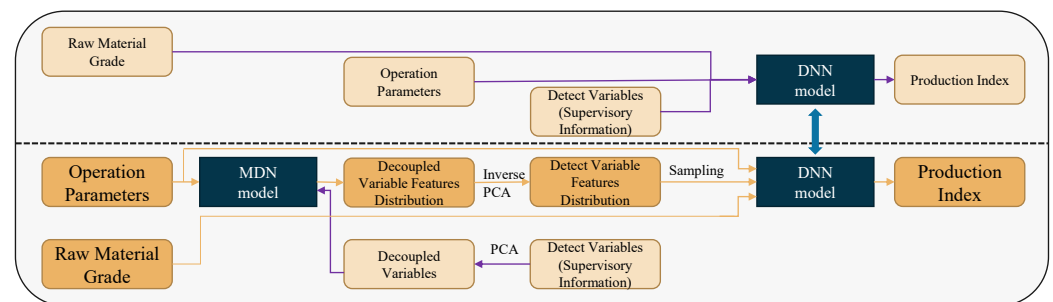 Raw Material
Grade
Operation
Parameters
Detect Variables
(Supervisory
Information)
DNN
model
Production Index
Operation
Parameters
MDN
model
Decoupled
Variable Features
Distribution
Inverse
PCA
Detect Variable
Features
Distribution
Sampling
DNN
model
Production
Index
Raw Material
Grade
Decoupled
Variables
PCA
Detect Variables
(Supervisory
Information)